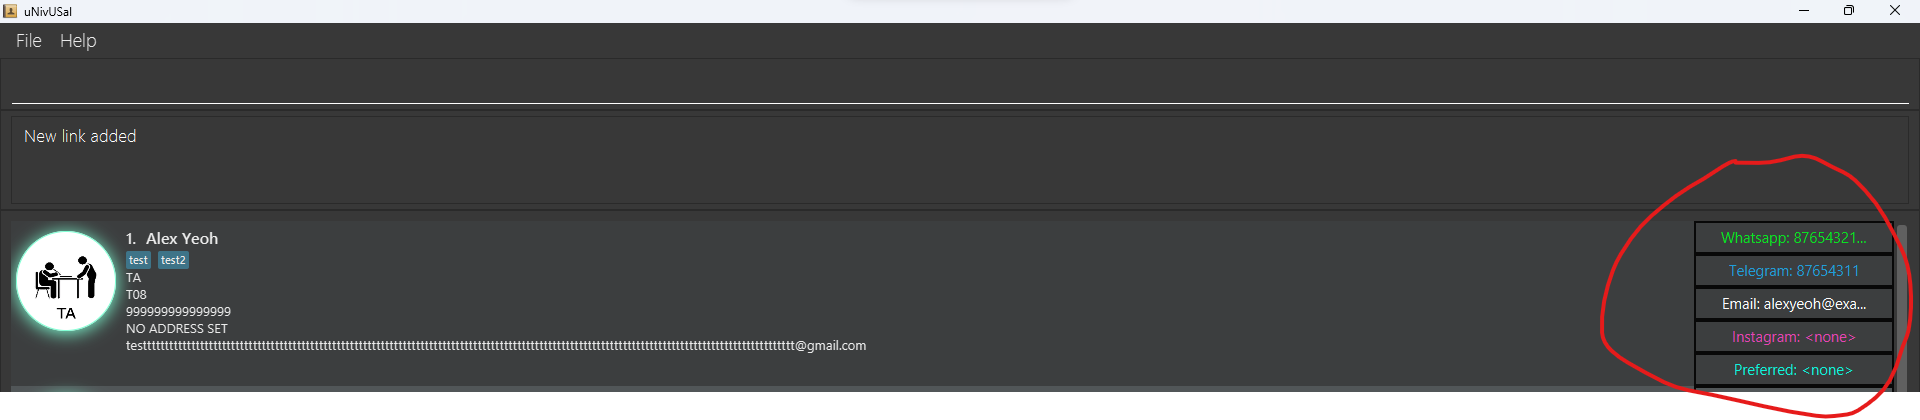 uNivUSal
File Help
New link added
1. Alex Yeoh
test test2
TA
TA
T08
999999999999999
NO ADDRESS SET
testttttttttttttttttttttttttttttttttttttttttttttttttttttttttttttttttttttttttttttttttttttttttttttttttttttttttttttttttttttttttttttttttttttttttttttttttttt@gmail.com
Whatsapp: 87654321...
Telegram: 87654311
Email: alexyeoh@exa...
Instagram: <none>
Preferred: <none>